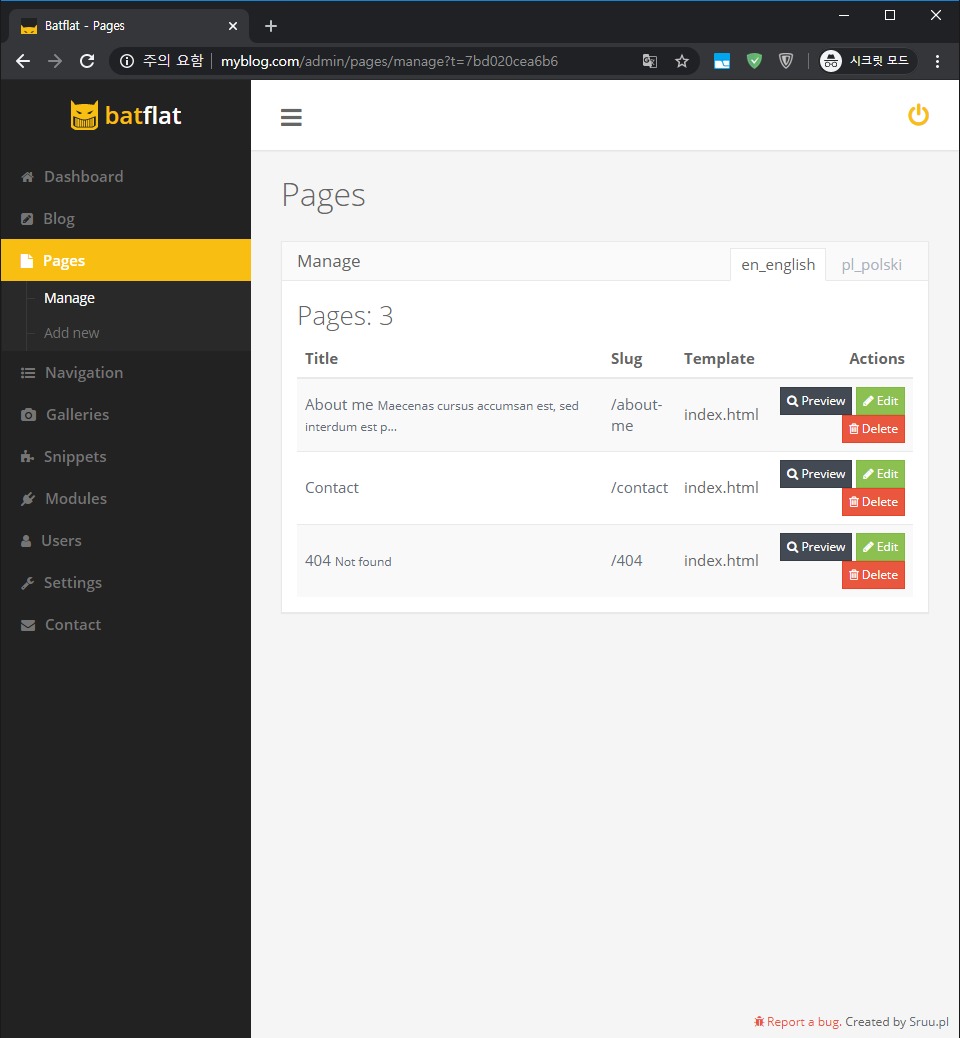 Batflat - Pages
주의 요함 myblog.com/admin/pages/manage?t=7bd020cea6b6 시크릿 모드
batflat
Dashboard
Blog
Pages
Manage
Add new
Navigation
Galleries
Snippets
Modules
Users
Settings
Contact
Pages
Manage en_english pl_polski
Pages: 3
Title Slug Template Actions
About me Maecenas cursus accumsan est, sed
interdum est p...
/about-
me
index.html
Preview Edit
Delete
Contact /contact index.html
Preview Edit
Delete
404 Not found /404 index.html
Preview Edit
Delete
Report a bug. Created by Sruu.pl